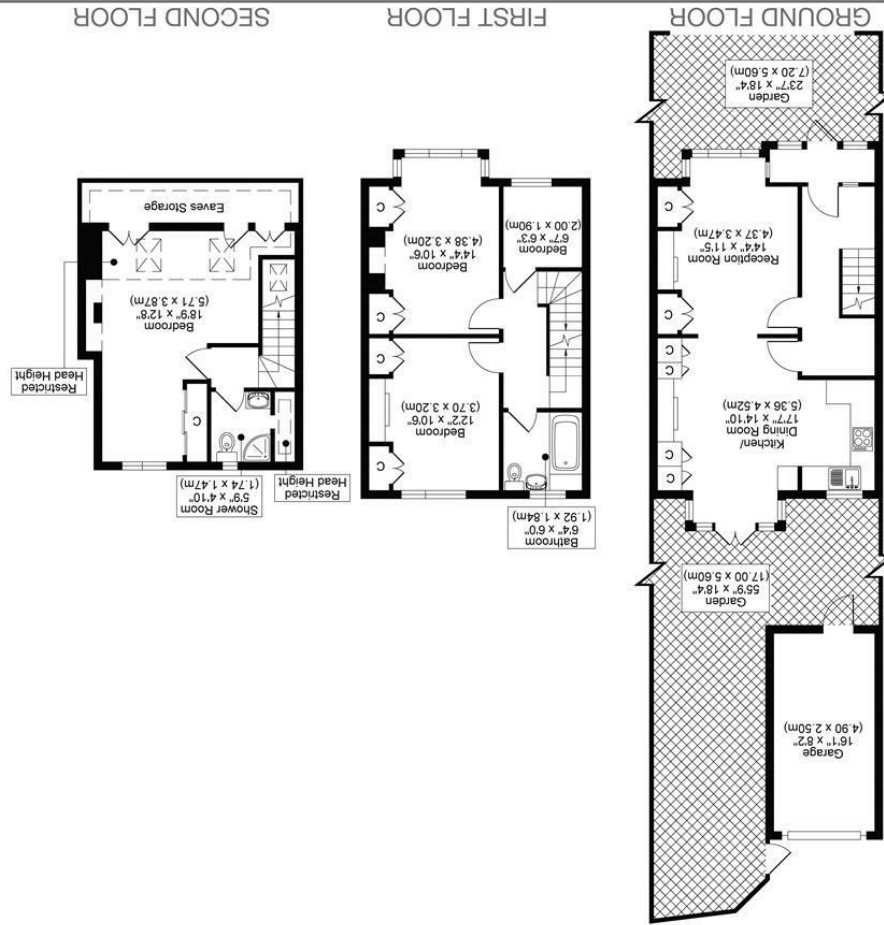 Garage
16'1" x 8'2"
(4.90 x 2.50m)
Garden
55'9" x 18'4"
(17.00 x 5.60m)
C
C
Kitchen/
Dining Room
17'7" x 14'10"
(5.36 x 4.52m)
C
C
C
Reception Room
14'4" x 11'5"
(4.37 x 3.47m)
C
Garden
23'7" x 18'4"
(7.20 x 5.60m)
GROUND FLOOR
Bathroom
6'4" x 6'0"
(1.92 x 1.84m)
C
Bedroom
12'2" x 10'6"
(3.70 x 3.20m)
C
C
Bedroom
14'4" x 10'6"
(4.38 x 3.20m)
Bedroom
6'7" x 6'3"
(2.00 x 1.90m)
C
FIRST FLOOR
Shower Room
5'9" x 4'10"
(1.74 x 1.47m)
Restricted
Head Height
C
Bedroom
18'9" x 12'8"
(5.71 x 3.87m)
Restricted
Head Height
Eaves Storage
SECOND FLOOR